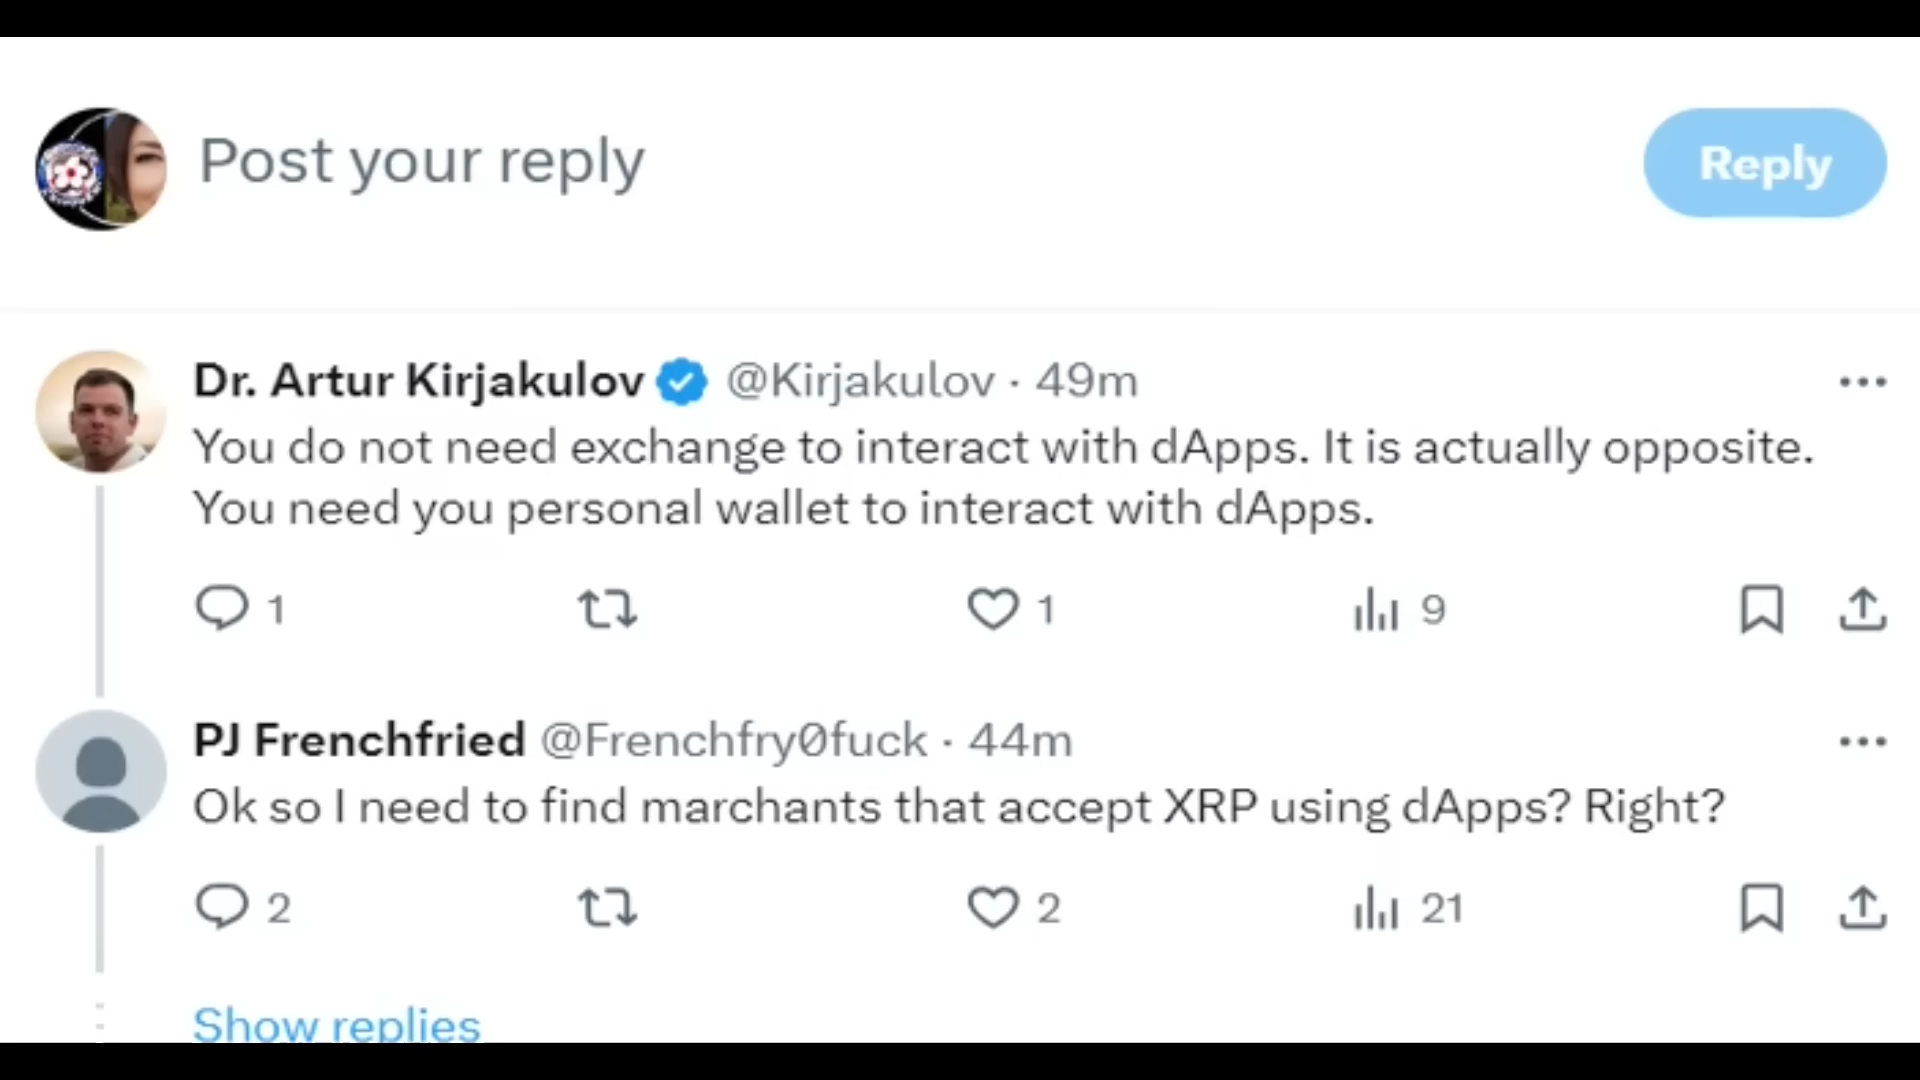 Post your reply
Reply
Dr. Artur Kirjakulov @Kirjakulov · 49m
You do not need exchange to interact with dApps. It is actually opposite.
You need you personal wallet to interact with dApps.
1 1 9
PJ Frenchfried @Frenchfry0fuck · 44m
Ok so I need to find marchants that accept XRP using dApps? Right?
2 2 21
Show replies